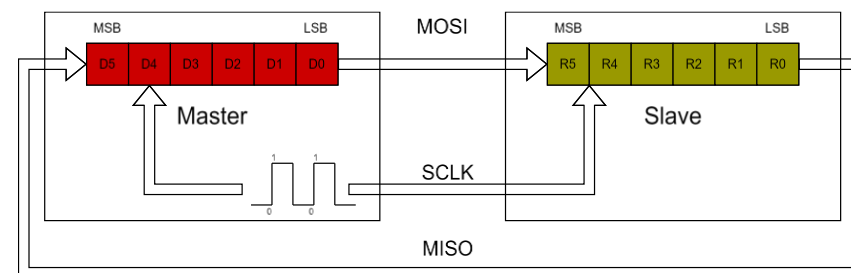 MSB LSB MOSI MSB LSB
D5 D4 D3 D2 D1 D0 R5 R4 R3 R2 R1 R0
Master Slave
1 1
SCLK
0 0
MISO